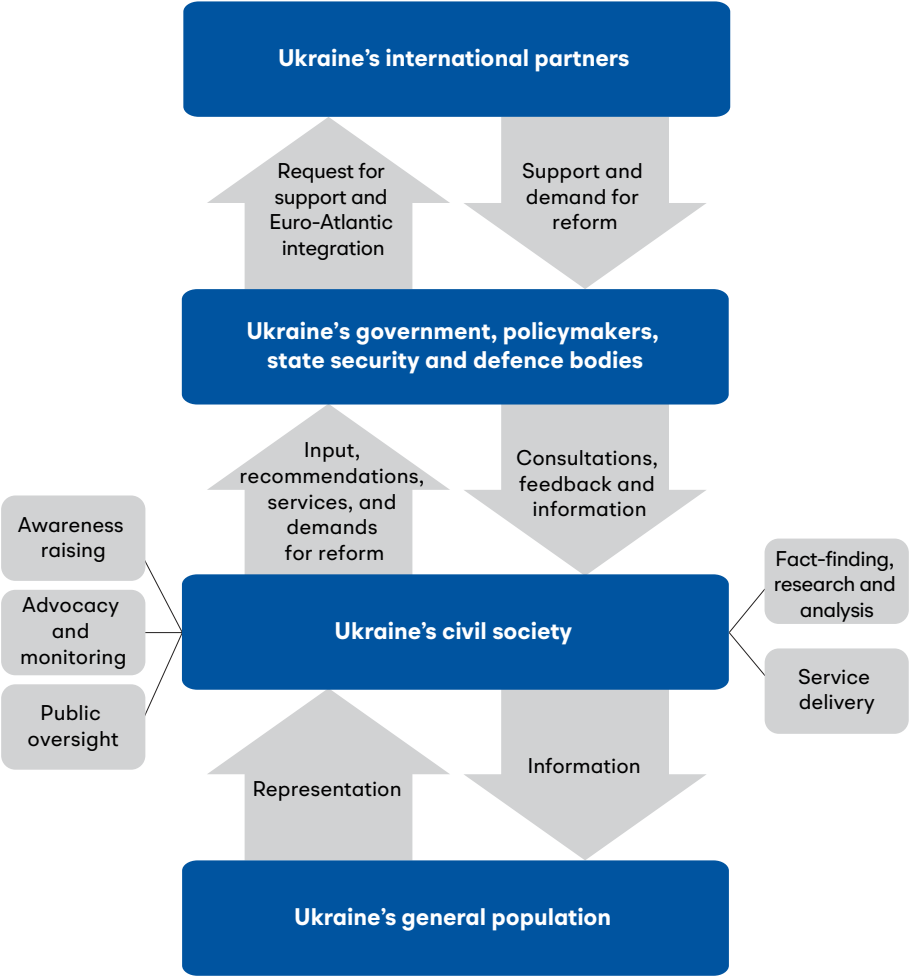 Ukraine’s international partners
Request for
support and
Euro-Atlantic
integration
Support and
demand for
reform
Ukraine’s government, policymakers,
state security and defence bodies
Input,
recommendations,
services, and
demands
for reform
Consultations,
feedback and
information
Awareness
raising
Advocacy
and
monitoring
Public
oversight
Ukraine’s civil society
Fact-finding,
research and
analysis
Service
delivery
Representation
Information
Ukraine’s general population